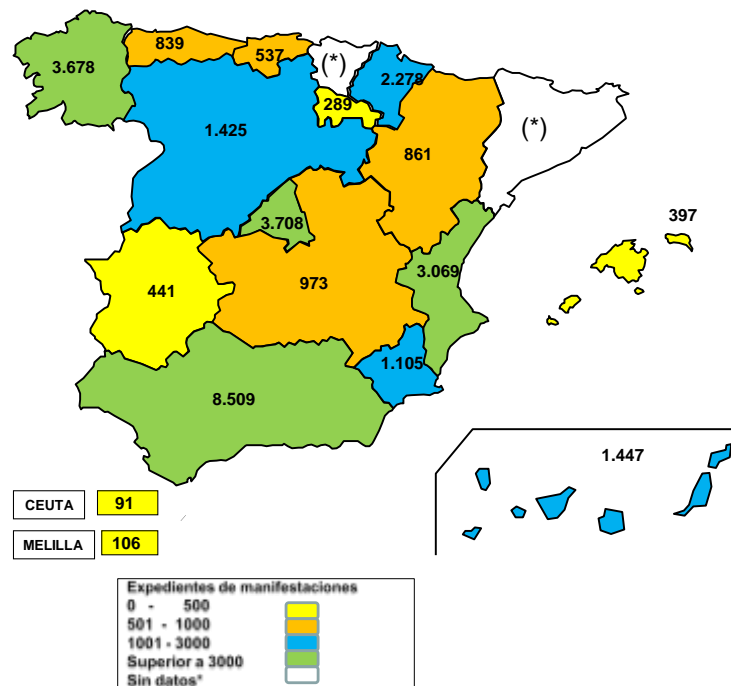 839
537
3.678
(*)
2.278
289
1.425
(*)
861
397
3.708
3.069
441
973
1.105
8.509
1.447
CEUTA 91
MELILLA 106
Expedientes de manifestaciones
0 - 500
501 - 1000
1001 - 3000
Superior a 3000
Sin datos*